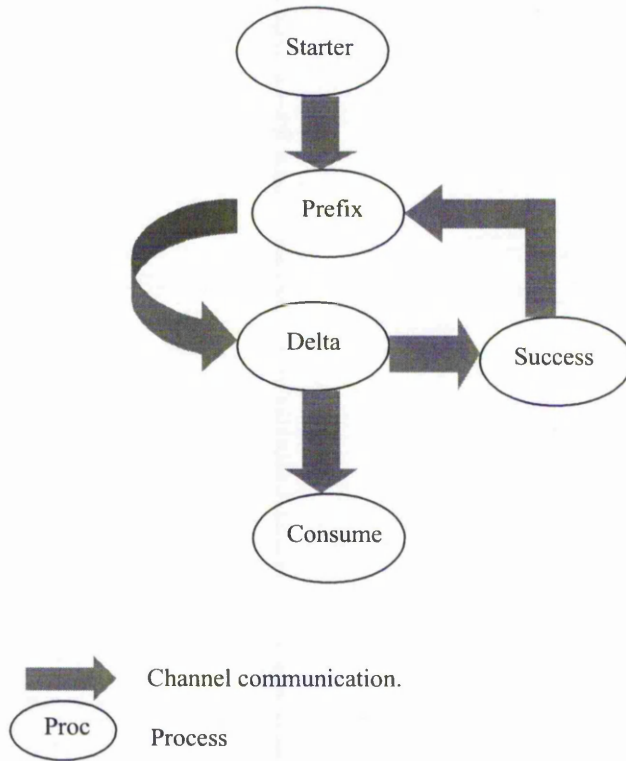 Starter
Prefix
Delta
Success
Consume
Channel communication.
Proc
Process